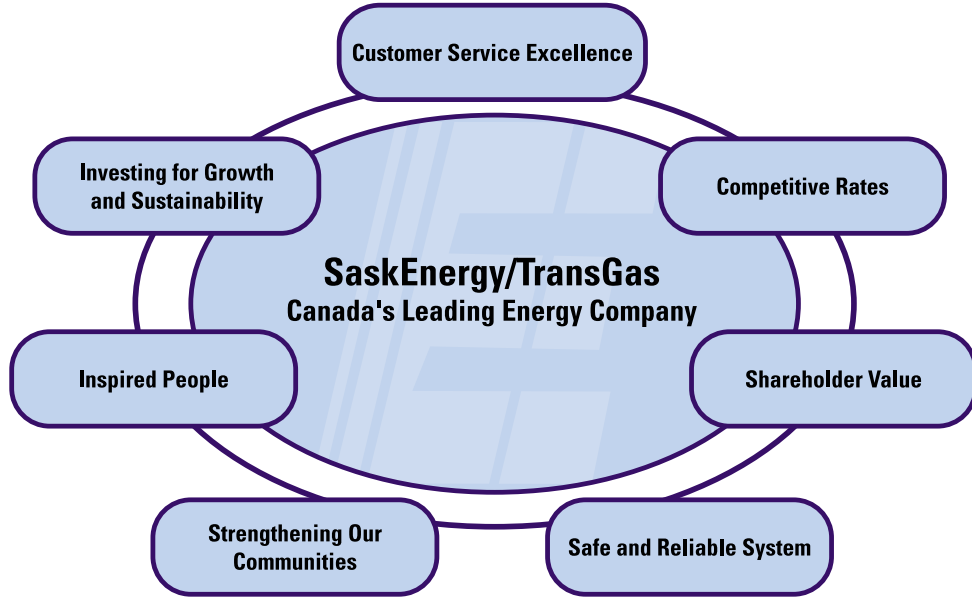 Customer Service Excellence
Investing for Growth
and Sustainability
Competitive Rates
SaskEnergy/TransGas
Canada's Leading Energy Company
Inspired People
Shareholder Value
Strengthening Our
Communities
Safe and Reliable System